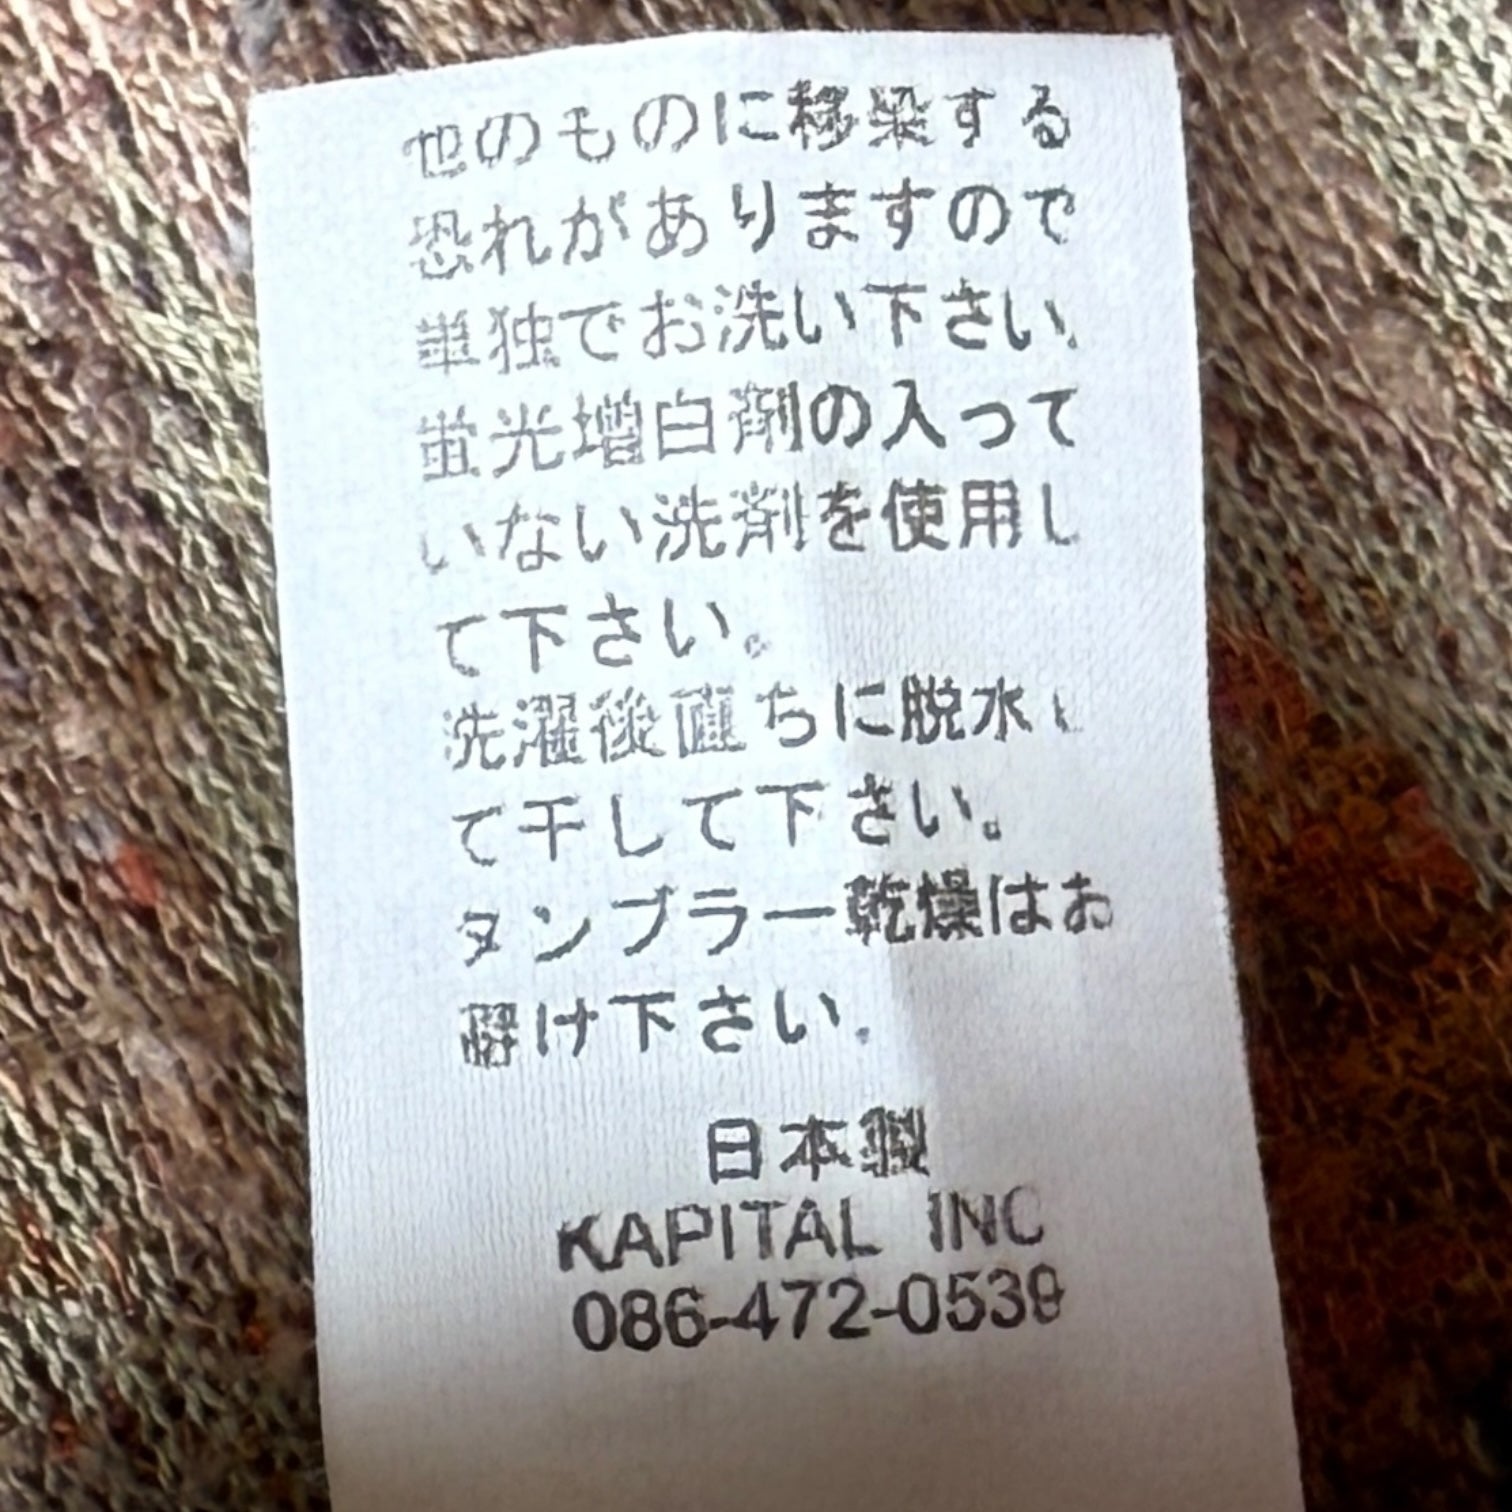 他のものに移染する
恐れがありますので
単独でお洗い下さい。
蛍光増白剤の入って
いない洗剤を使用し
て下さい。
洗濯後直ちに脱水し
て干して下さい。
タンブラー乾燥はお
避け下さい。
日本製
KAPITAL INC
086-472-0539